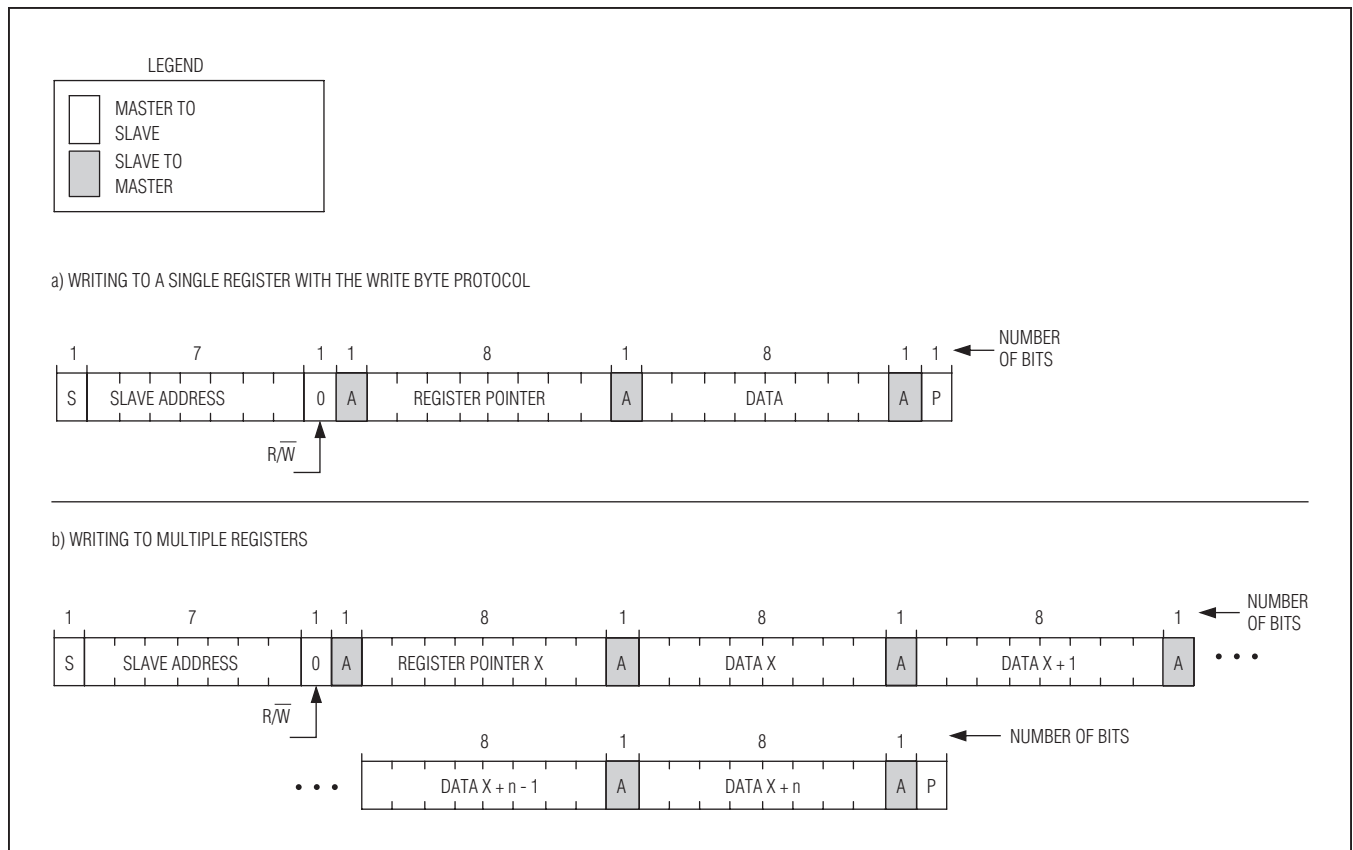 LEGEND
MASTER TO
SLAVE
SLAVE TO
MASTER
a) WRITING TO A SINGLE REGISTER WITH THE WRITE BYTE PROTOCOL
1 7 1 1 8 1 8 1 1 NUMBER
OF BITS
S SLAVE ADDRESS 0 A REGISTER POINTER A DATA A P
R/W̅
b) WRITING TO MULTIPLE REGISTERS
1 7 1 1 8 1 8 1 8 1 NUMBER
OF BITS
S SLAVE ADDRESS 0 A REGISTER POINTER X A DATA X A DATA X + 1 A • • •
R/W̅
8 1 8 1 NUMBER OF BITS
• • • DATA X + n - 1 A DATA X + n A P